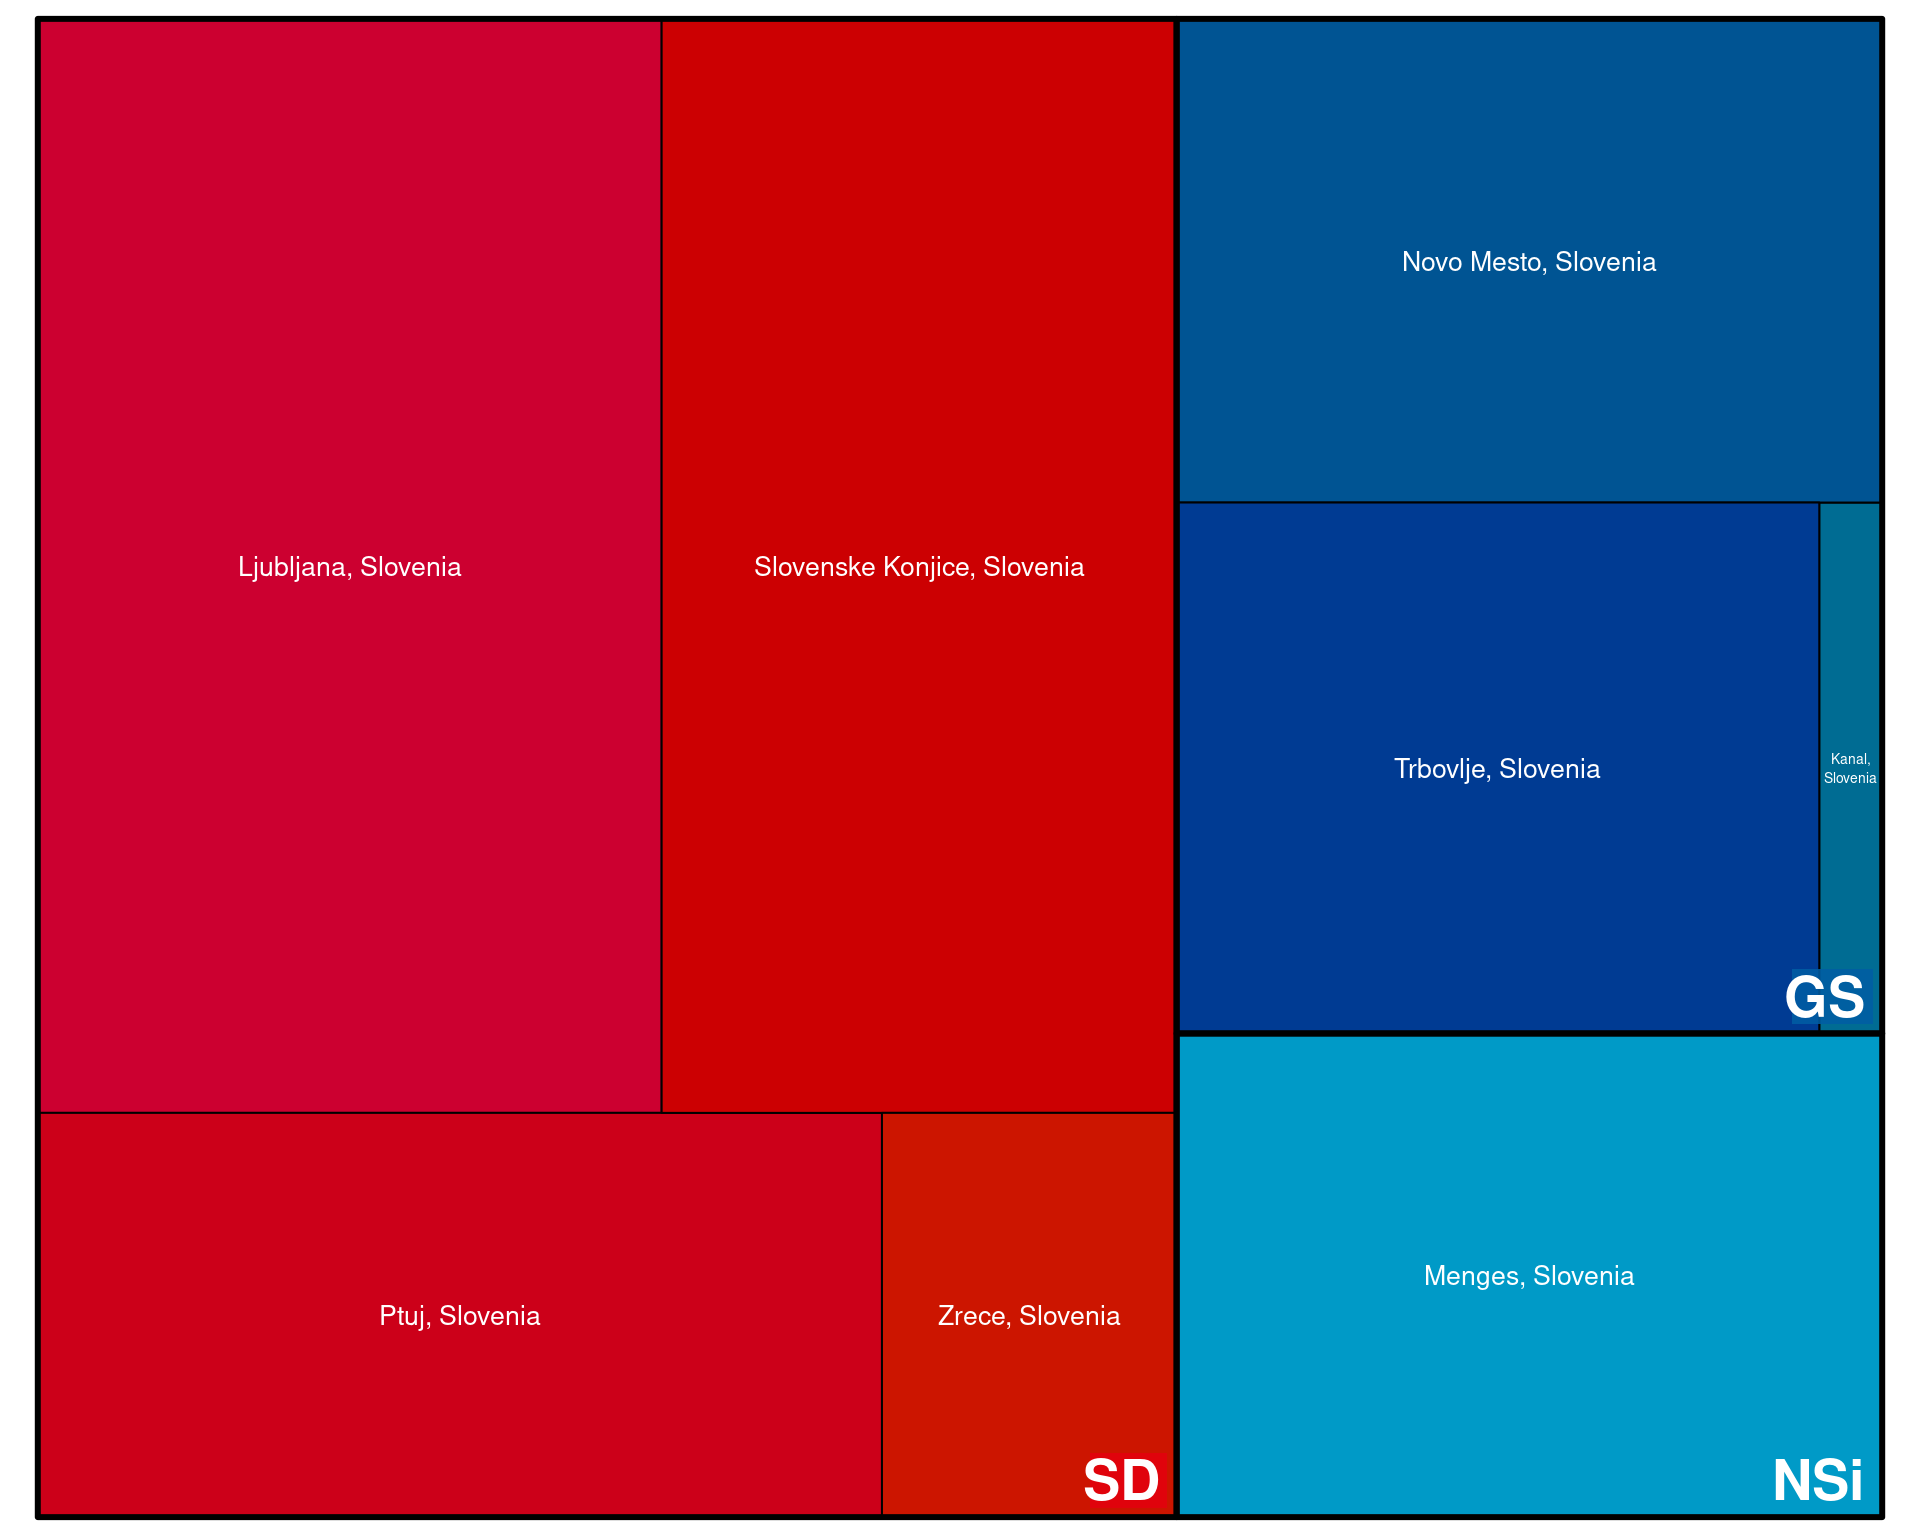 Ljubljana, Slovenia
Slovenske Konjice, Slovenia
Ptuj, Slovenia
Zrece, Slovenia
SD
Novo Mesto, Slovenia
Trbovlje, Slovenia
Kanal,
Slovenia
GS
Menges, Slovenia
NSi